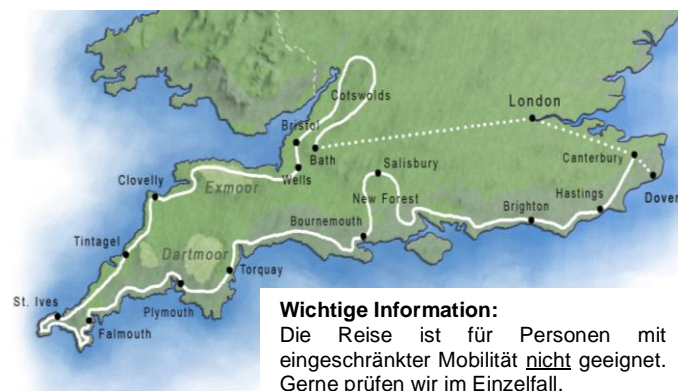 Cotswolds
London
Bristol
Bath
Canterbury
Salisbury
Wells
Clovelly
Exmoor
Dover
Hastings
New Forest
Brighton
Bournemouth
Tintagel
Dartmoor
Torquay
St. Ives
Plymouth
Falmouth
Wichtige Information:
Die Reise ist für Personen mit
eingeschränkter Mobilität nicht geeignet.
Gerne prüfen wir im Einzelfall.